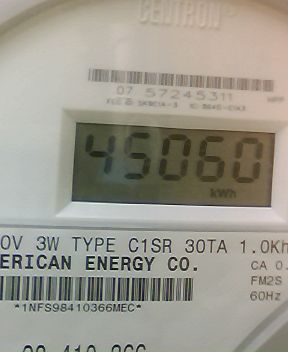 CENTRON
07 57245311
45060
kWh
0V 3W TYPE C1SR 30TA 1.0Kh
ERICAN ENERGY CO.
CA 0.
FM2S
60Hz
*1NFS98410366MEC*